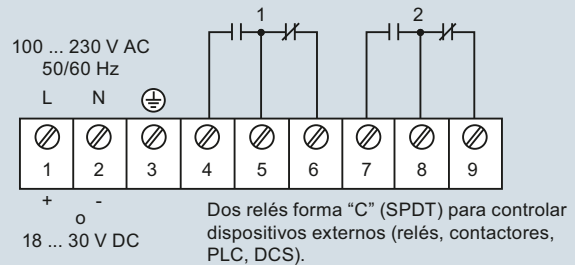 1
2
100 ... 230 V AC
50/60 Hz
L N
1 2 3 4 5 6 7 8 9
+ -
o
18 ... 30 V DC
Dos relés forma “C” (SPDT) para controlar
dispositivos externos (relés, contactores,
PLC, DCS).